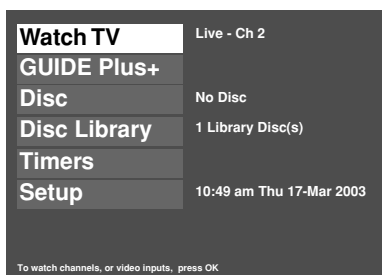 Watch TV Live - Ch 2
GUIDE Plus+
Disc No Disc
Disc Library 1 Library Disc(s)
Timers
Setup 10:49 am Thu 17-Mar 2003
To watch channels, or video inputs, press OK